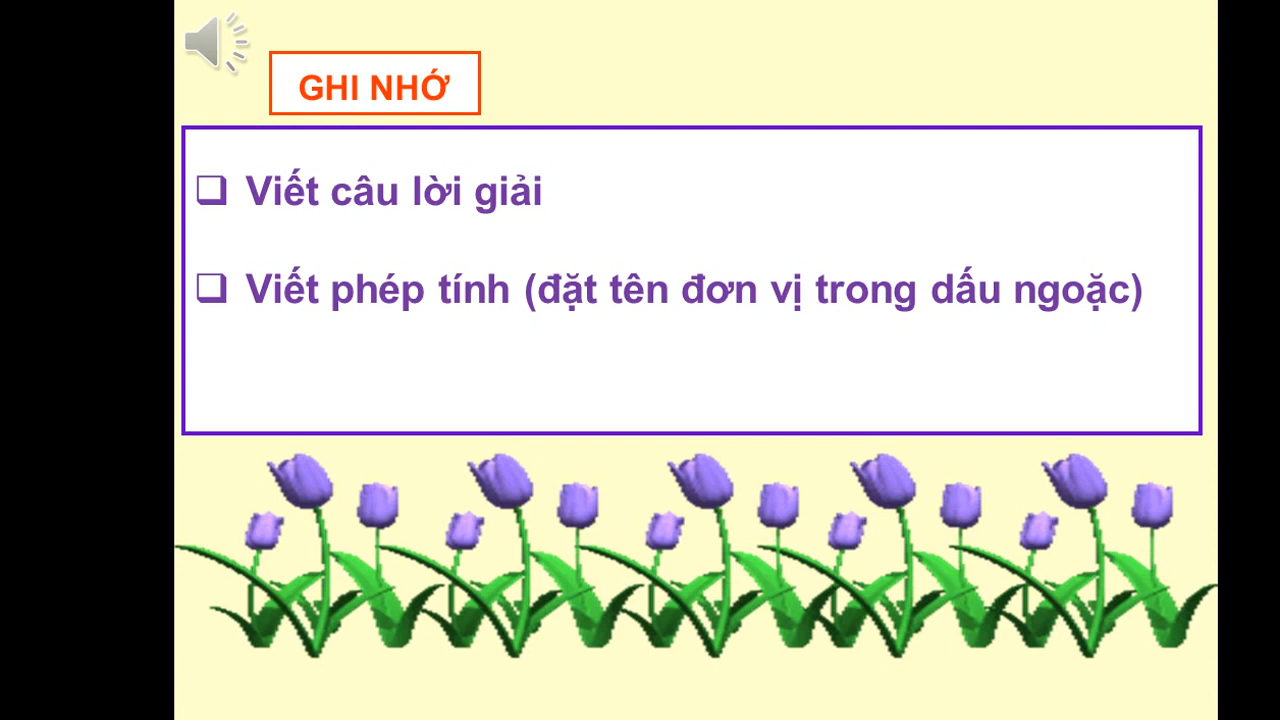 GHI NHỚ
Viết câu lời giải
Viết phép tính (đặt tên đơn vị trong dấu ngoặc)